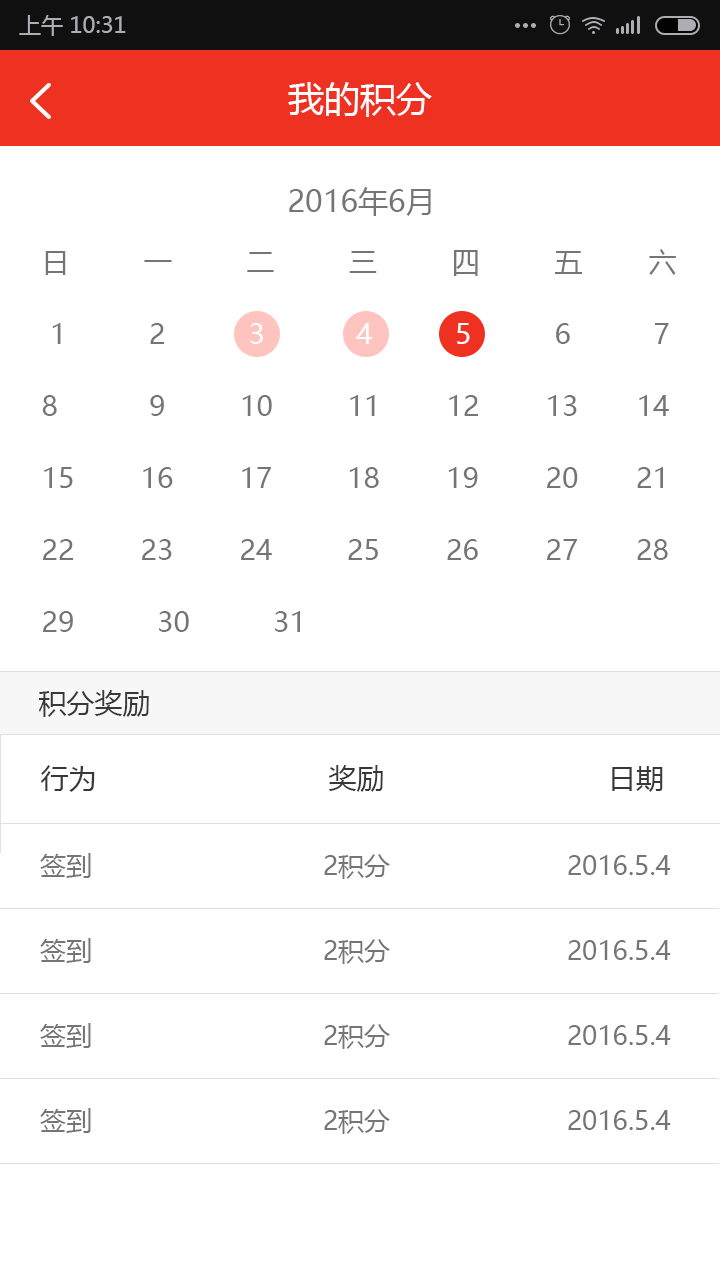 上午 10:31
我的积分
2016年6月
日 一 二 三 四 五 六
1 2 3 4 5 6 7
8 9 10 11 12 13 14
15 16 17 18 19 20 21
22 23 24 25 26 27 28
29 30 31
积分奖励
行为 奖励 日期
签到 2积分 2016.5.4
签到 2积分 2016.5.4
签到 2积分 2016.5.4
签到 2积分 2016.5.4